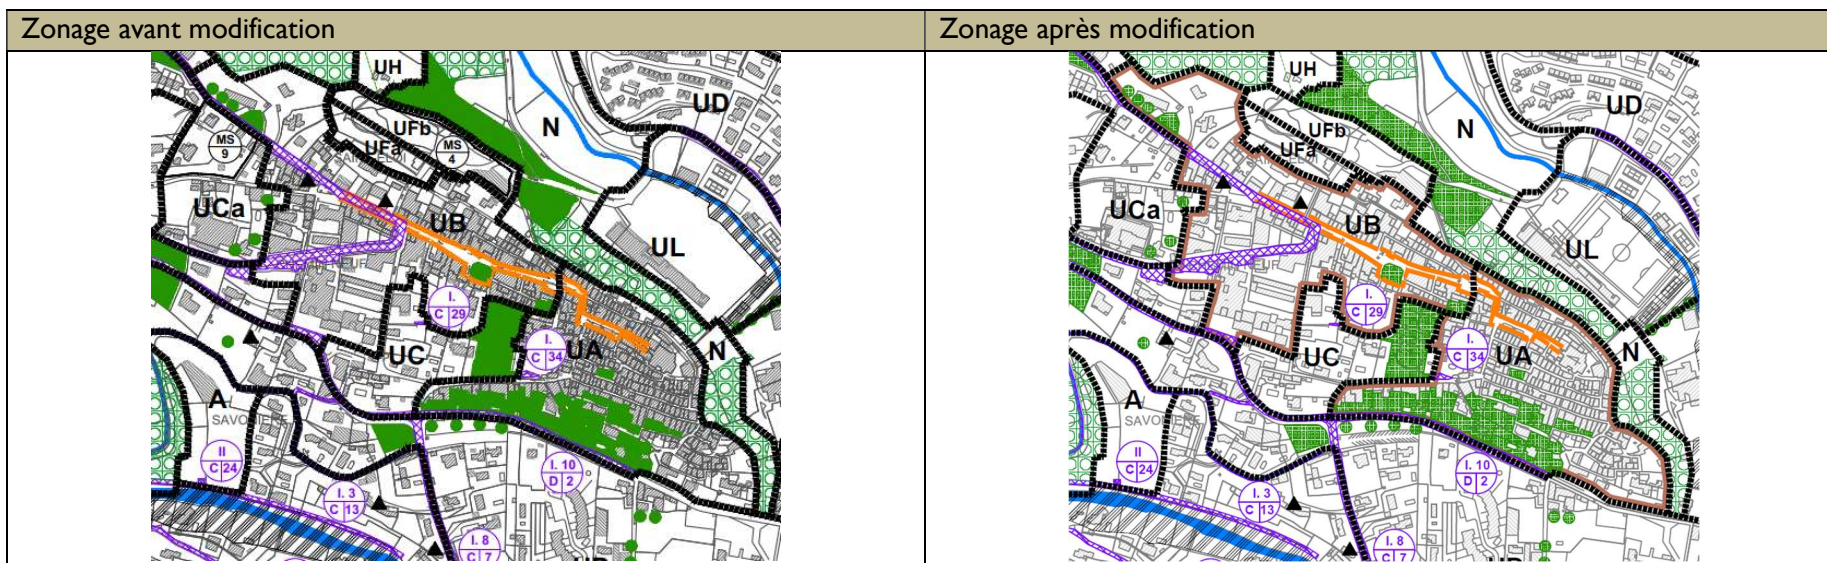 Zonage avant modification
Zonage après modification
UH
UD
N
UFb
UFa
MS
9
MS
4
UCa
UB
UL
I.
C 29
I.
C 34
UA
UC
N
A
SAVO
II
C 24
I. 3
C 13
I. 10
D 2
I. 8
C 7
UH
UD
N
UFb
UFa
UCa
UB
UL
I.
C 29
I.
C 34
UA
UC
N
A
SAVO
II
C 24
I. 3
C 13
I. 10
D 2
I. 8
C 7